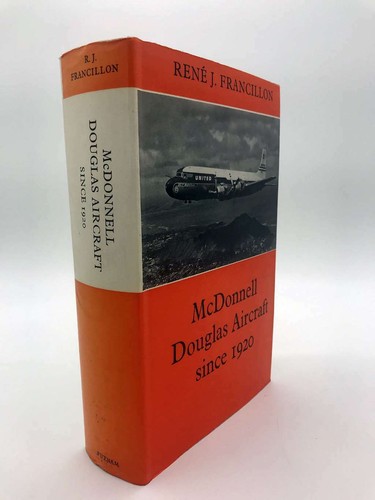 R. J.
FRANCILLON
McDONNELL
DOUGLAS AIRCRAFT
SINCE 1920
PUTNAM
RENÉ J. FRANCILLON
UNITED
McDonnell
Douglas Aircraft
since 1920